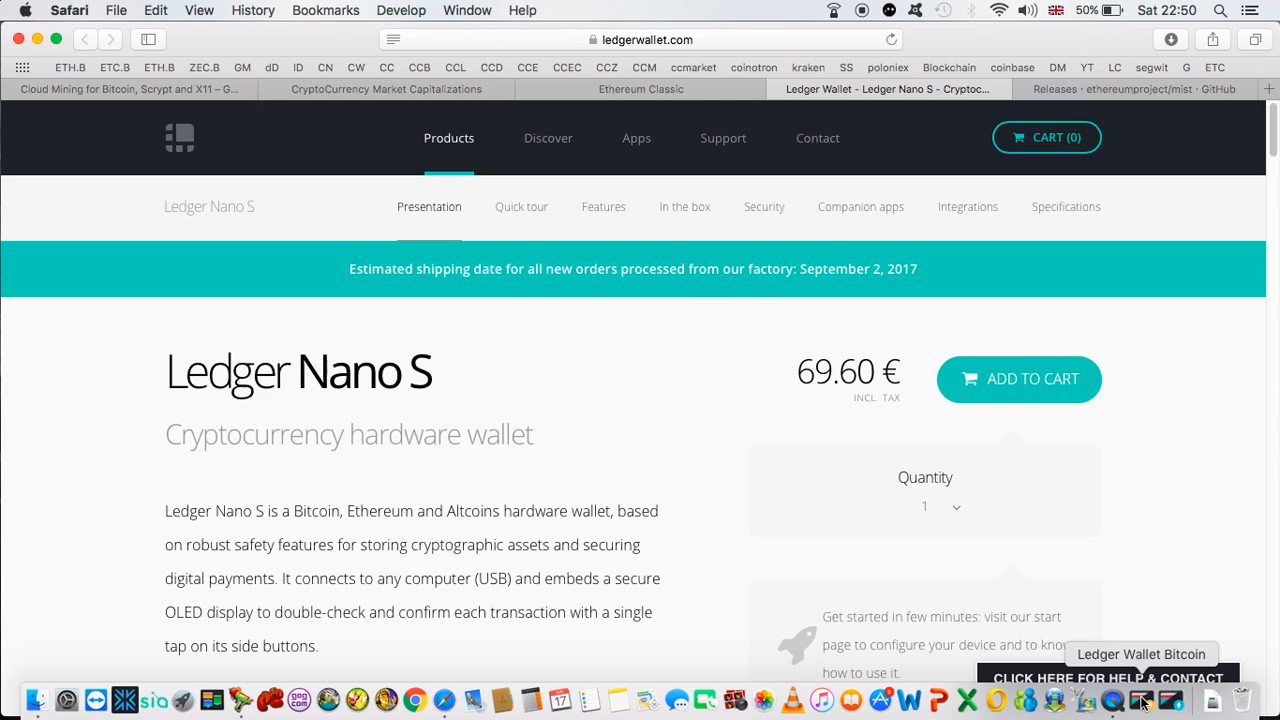 Safari File Edit View History Bookmarks Develop Window Help 50% Sat 22:50
ledgerwallet.com
ETH.B ETC.B ETH.B ZEC.B GM dD ID CN CW CC CCB CCL CCD CCE CCEC CCZ CCM ccmarket coinotron kraken SS poloniex Blockchain coinbase DM YT LC segwit G ETC
Cloud Mining for Bitcoin, Scrypt and X11 – G... CryptoCurrency Market Capitalizations Ethereum Classic Ledger Wallet - Ledger Nano S - Cryptoc... Releases · ethereumproject/mist · GitHub
Products Discover Apps Support Contact CART (0)
Ledger Nano S Presentation Quick tour Features In the box Security Companion apps Integrations Specifications
Estimated shipping date for all new orders processed from our factory: September 2, 2017
Ledger Nano S 69.60 € ADD TO CART
INCL. TAX
Cryptocurrency hardware wallet
Quantity
1
Ledger Nano S is a Bitcoin, Ethereum and Altcoins hardware wallet, based
on robust safety features for storing cryptographic assets and securing
digital payments. It connects to any computer (USB) and embeds a secure
OLED display to double-check and confirm each transaction with a single
tap on its side buttons.
Get started in few minutes: visit our start
page to configure your device and to know
how to use it.
Ledger Wallet Bitcoin
CLICK HERE FOR HELP & CONTACT
sia
17